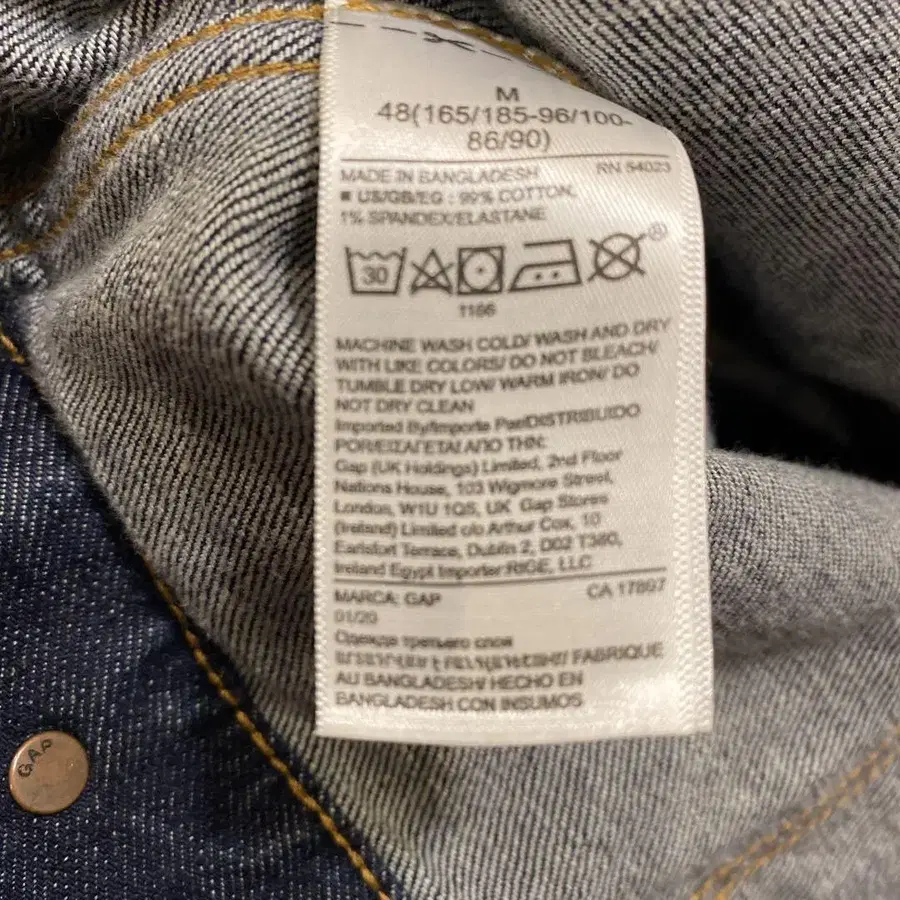 M
48(165/185-96/100-
86/90)
MADE IN BANGLADESH RN 54023
■ US/GB/EG : 99% COTTON,
1% SPANDEX/ELASTANE
30
®
1166
MACHINE WASH COLD/ WASH AND DRY
WITH LIKE COLORS/ DO NOT BLEACH/
TUMBLE DRY LOW/ WARM IRON/ DO
NOT DRY CLEAN
Imported By/Importe Par/DISTRIBUIDO
POR/ΕΙΣΑΓΕΤΑΙ ΑΠΟ ΤΗΝ:
Gap (UK Holdings) Limited, 2nd Floor
Nations House, 103 Wigmore Street,
London, W1U 1QS, UK Gap Stores
(Ireland) Limited c/o Arthur Cox, 10
Earlsfort Terrace, Dublin 2, D02 T380,
Ireland Egypt Importer:RIGE, LLC
MARCA: GAP CA 17897
01/20
Одежда третьего слоя
FABRIQUE
AU BANGLADESH/ HECHO EN
BANGLADESH CON INSUMOS
GAP